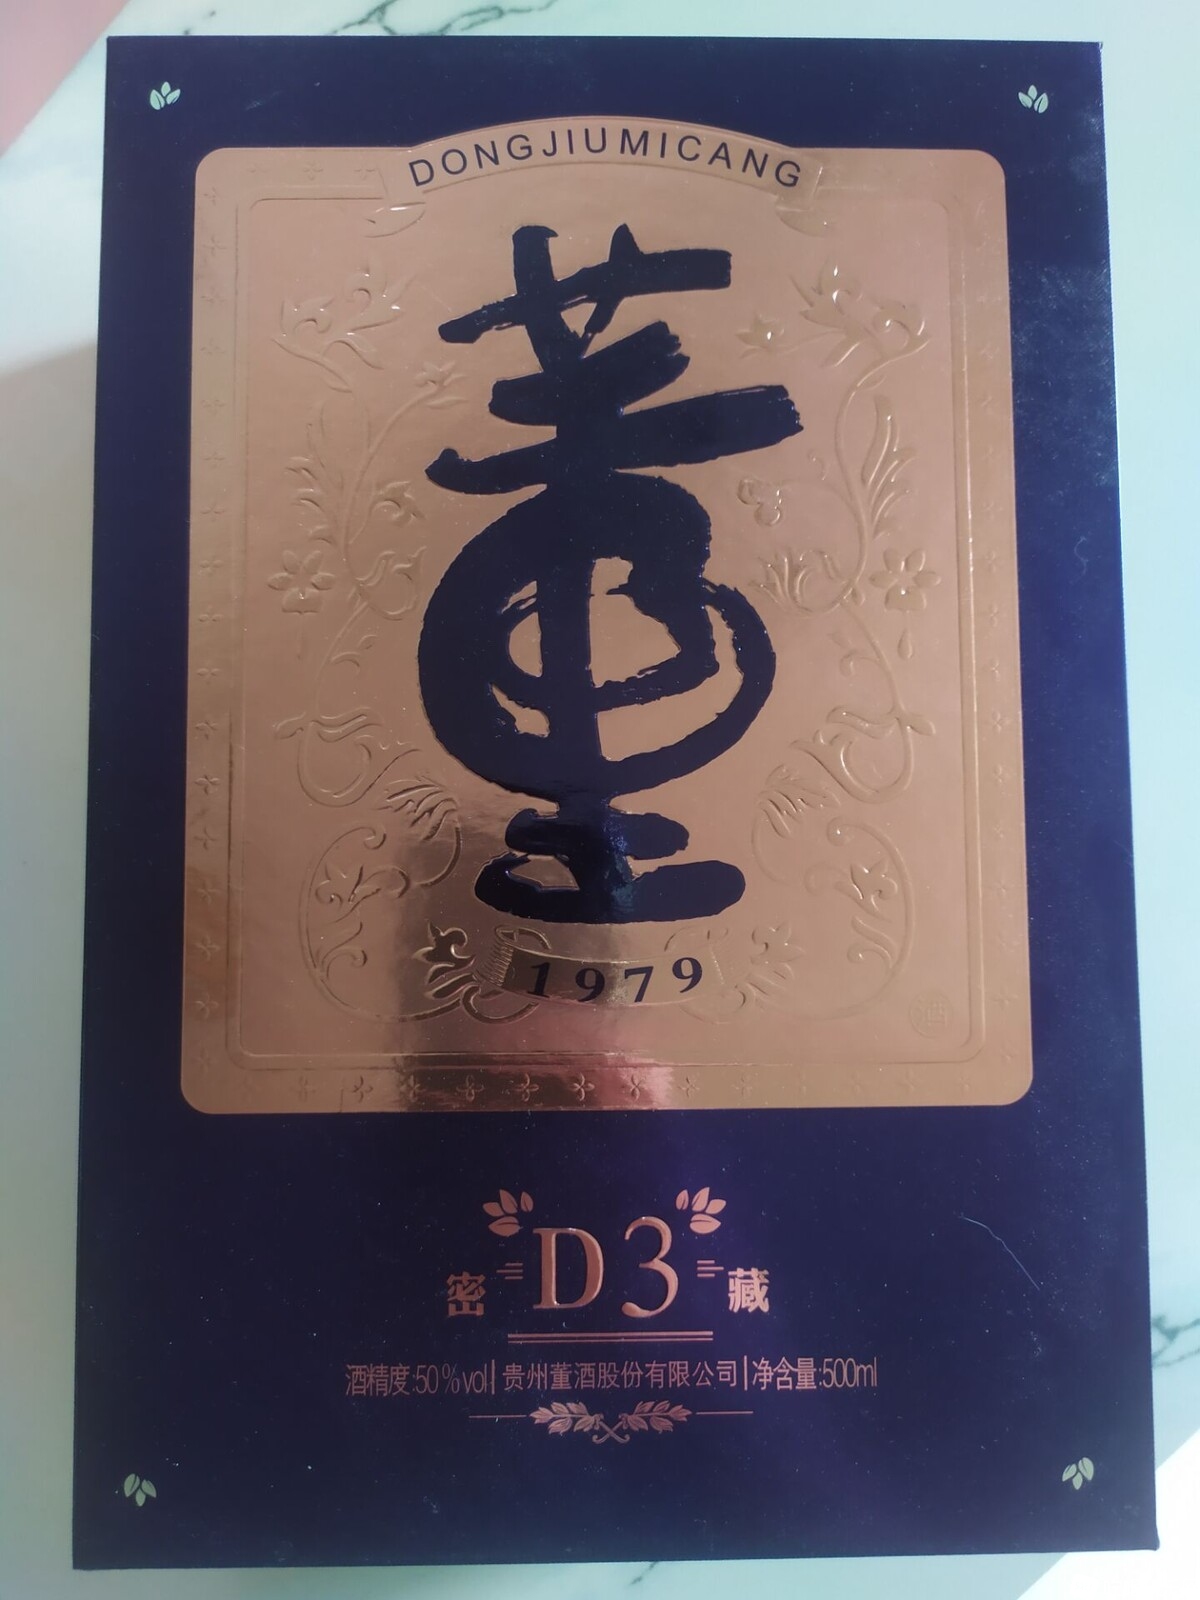 DONGJIUMICANG
董
1979
酒
密 D3 藏
酒精度:50%vol | 贵州董酒股份有限公司 | 净含量:500ml